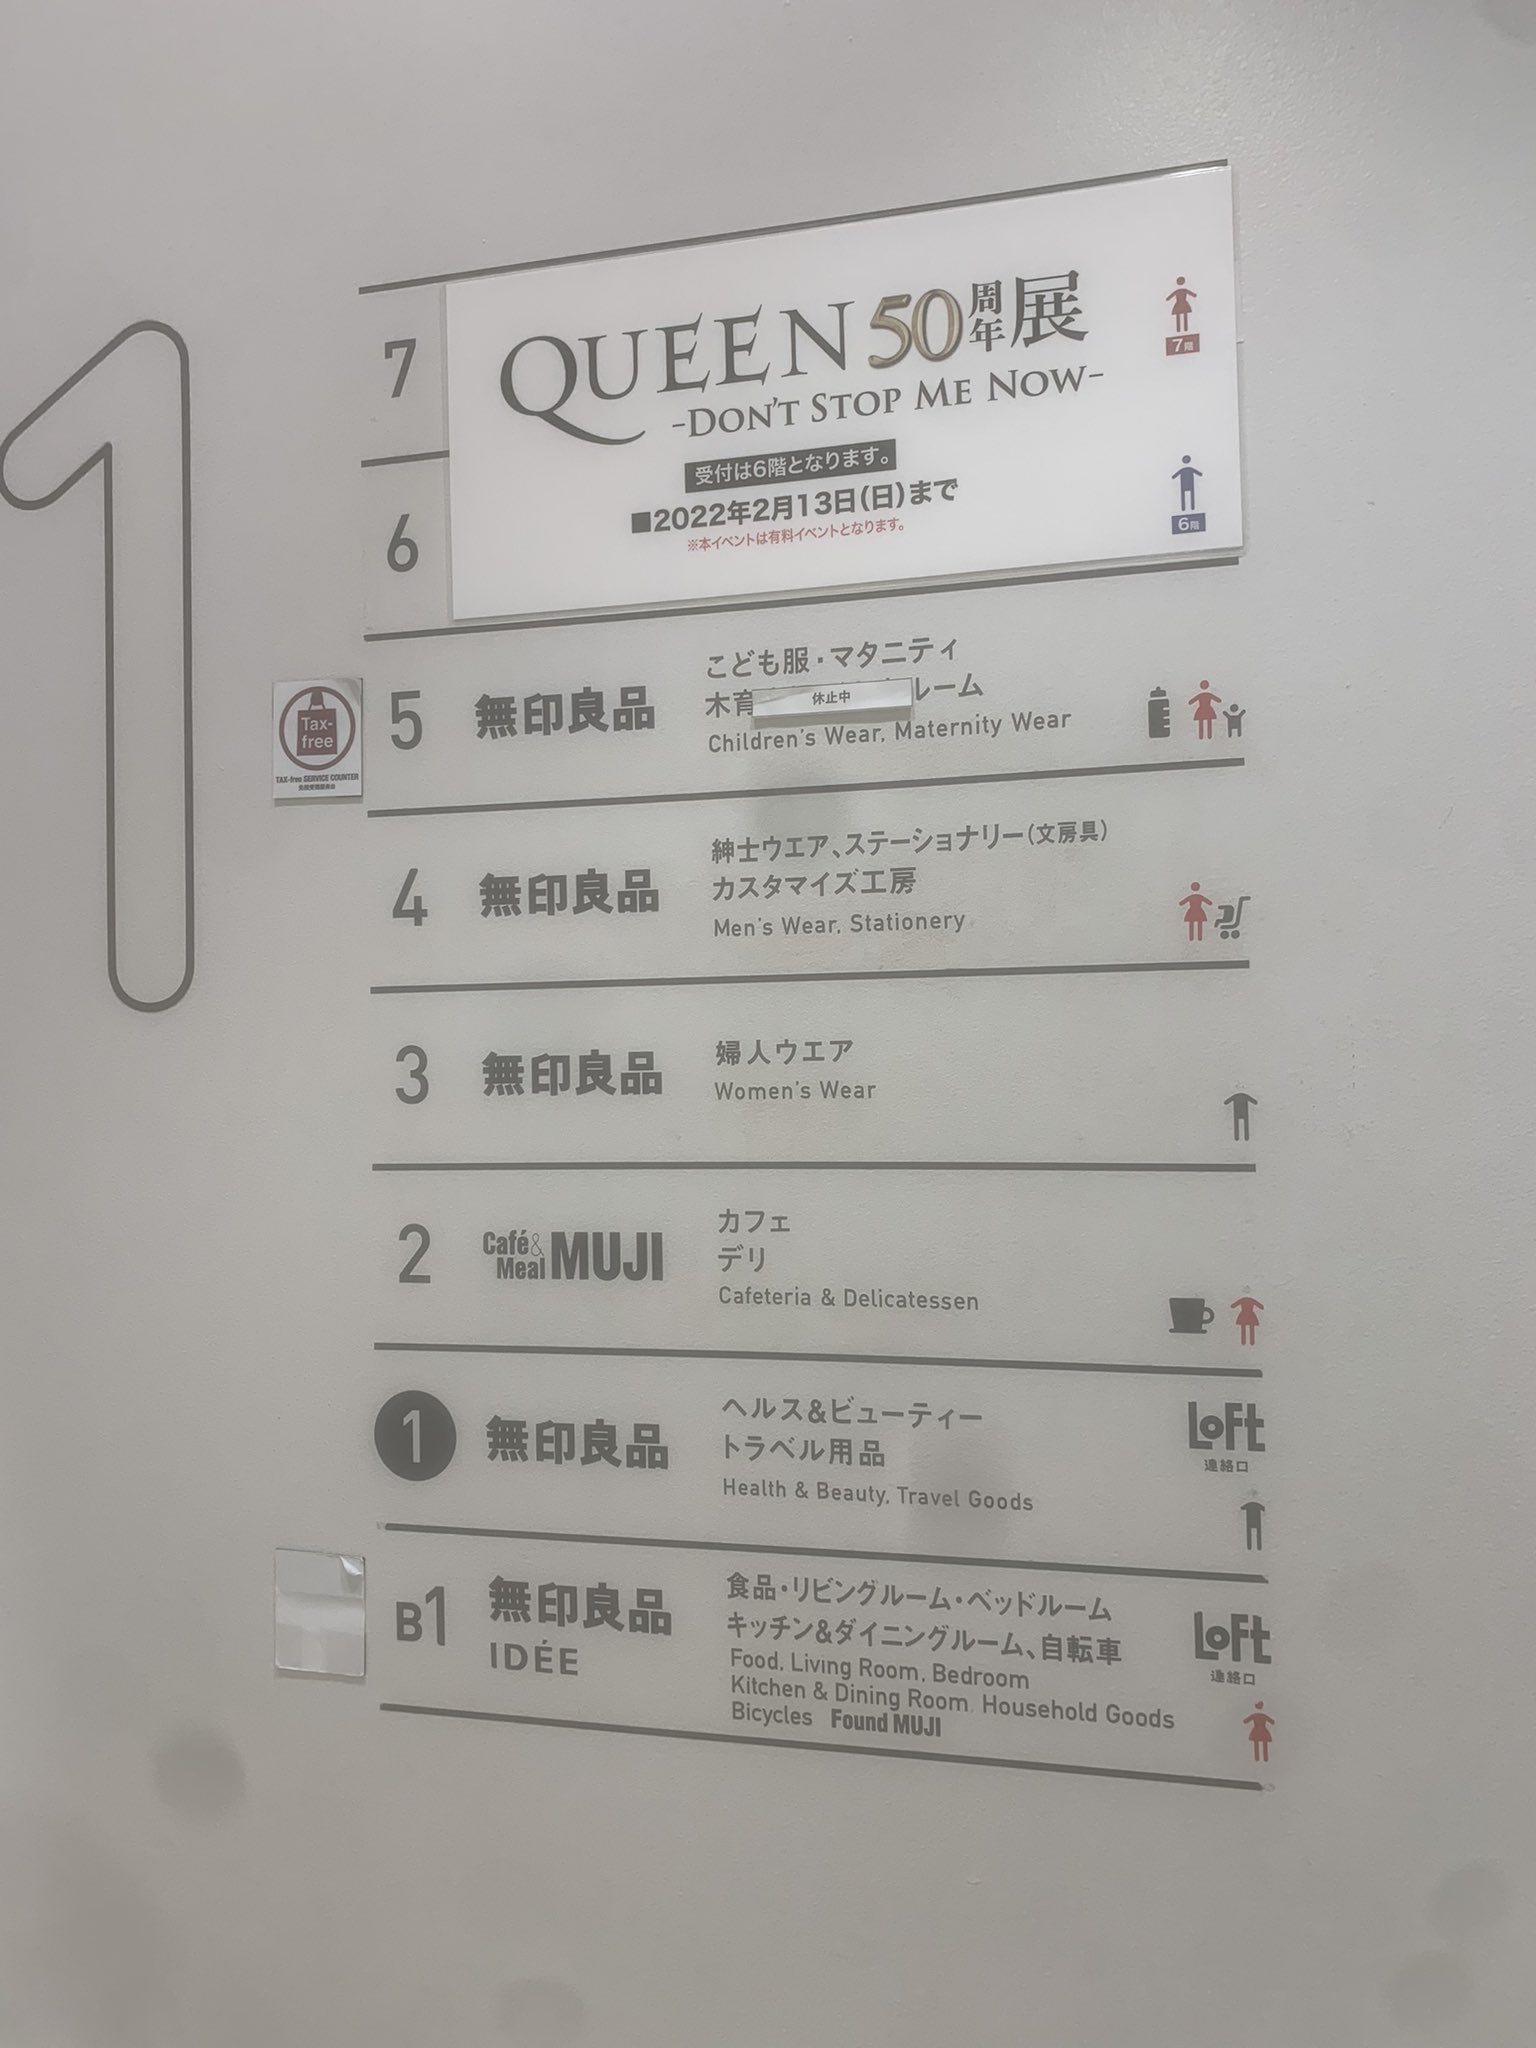 1
7
QUEEN 50周年展
-DON'T STOP ME NOW-
受付は6階となります。
■2022年2月13日(日)まで
※本イベントは有料イベントとなります。
7階
6
6階
Tax-
free
TAX-free SERVICE COUNTER
5 無印良品
こども服・マタニティ
木育 ルーム
休止中
Children's Wear, Maternity Wear
4 無印良品
紳士ウエア、ステーショナリー(文房具)
カスタマイズ工房
Men's Wear, Stationery
3 無印良品
婦人ウエア
Women's Wear
2 Café& Meal MUJI
カフェ
デリ
Cafeteria & Delicatessen
1 無印良品
ヘルス&ビューティー
トラベル用品
Health & Beauty, Travel Goods
LOFt
連絡口
B1 無印良品
IDÉE
食品・リビングルーム・ベッドルーム
キッチン&ダイニングルーム、自転車
Food, Living Room, Bedroom
Kitchen & Dining Room, Household Goods
Bicycles Found MUJI
LOFt
連絡口